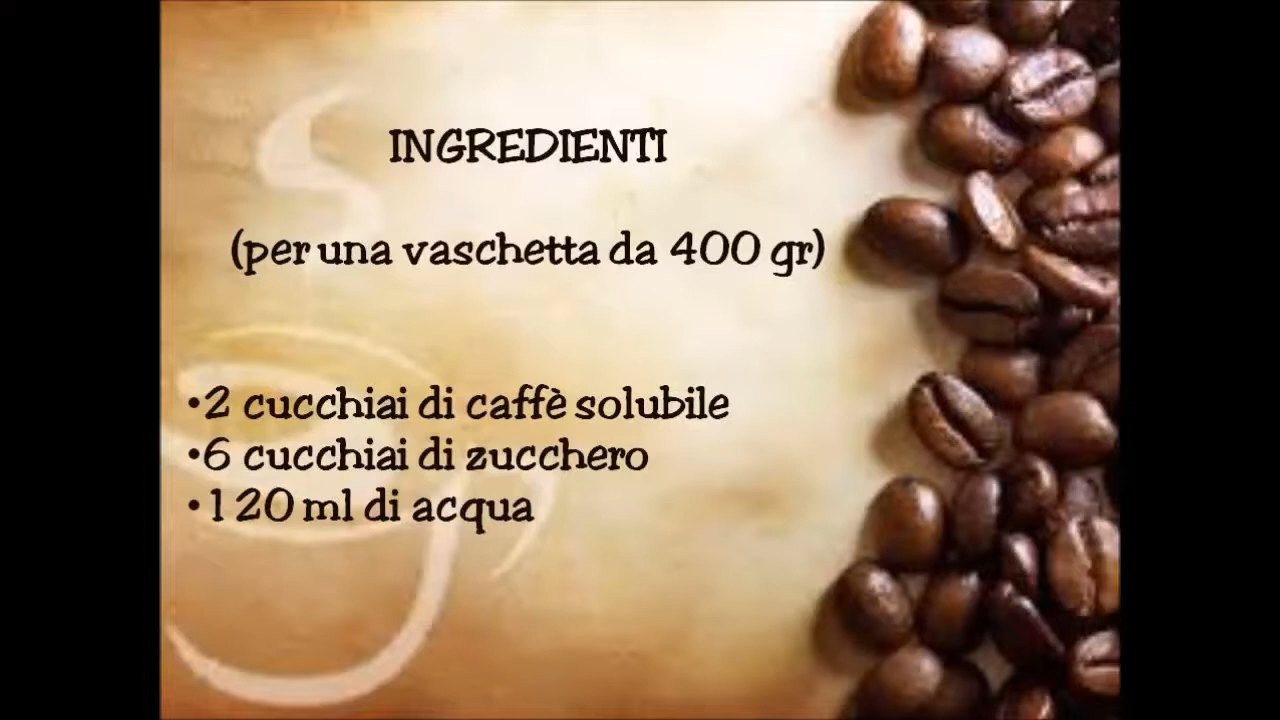 INGREDIENTI
(per una vaschetta da 400 gr)
•2 cucchiai di caffè solubile
•6 cucchiai di zucchero
•120 ml di acqua